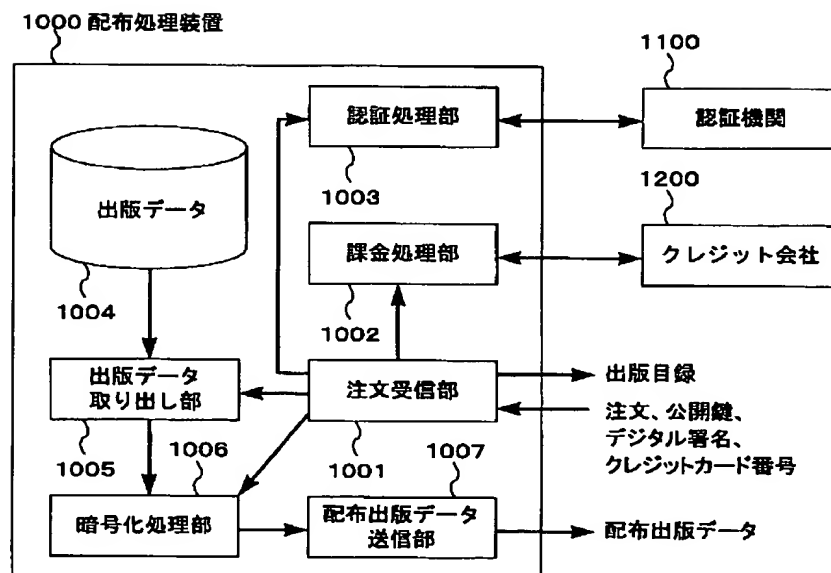 1000 配布処理装置
1100
認証処理部
認証機関
1003
1200
出版データ
課金処理部
クレジット会社
1004
1002
出版データ
取り出し部
注文受信部
出版目録
注文、公開鍵、
デジタル署名、
クレジットカード番号
1005
1006
1001
1007
暗号化処理部
配布出版データ
送信部
配布出版データ